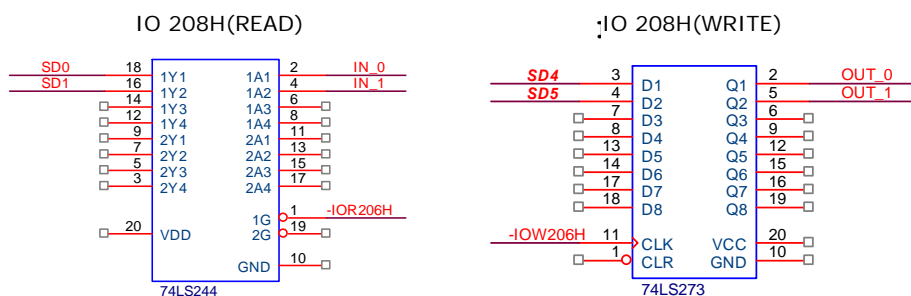 IO 208H(READ)
SD0 18 1Y1 1A1 2 IN_0
SD1 16 1Y2 1A2 4 IN_1
14 1Y3 1A3 6
12 1Y4 1A4 8
9 2Y1 2A1 11
7 2Y2 2A2 13
5 2Y3 2A3 15
3 2Y4 2A4 17
1G 1 -IOR206H
20 VDD 2G 19
GND 10
74LS244
;IO 208H(WRITE)
SD4 3 D1 Q1 2 OUT_0
SD5 4 D2 Q2 5 OUT_1
7 D3 Q3 6
8 D4 Q4 9
13 D5 Q5 12
14 D6 Q6 15
17 D7 Q7 16
18 D8 Q8 19
-IOW206H 11 CLK VCC 20
1 CLR GND 10
74LS273